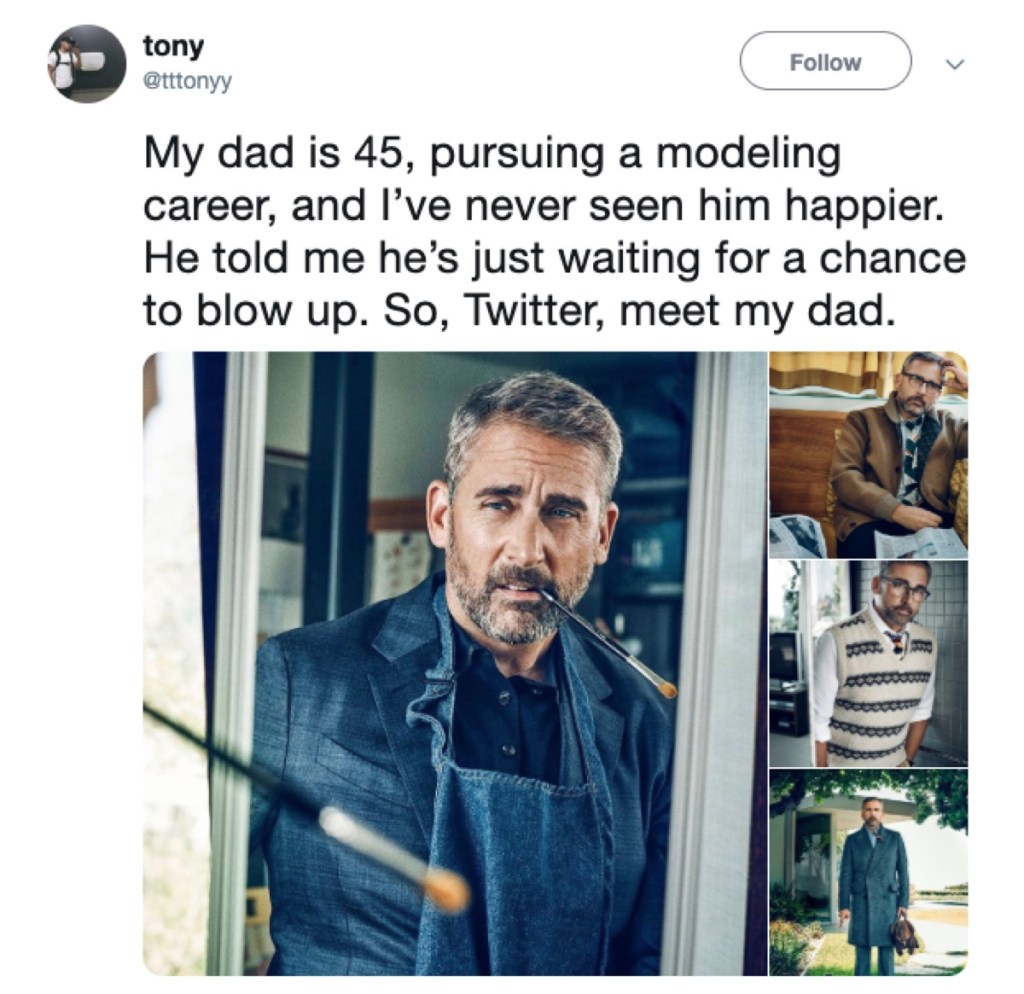 tony
@tttonyy
Follow
My dad is 45, pursuing a modeling
career, and I’ve never seen him happier.
He told me he’s just waiting for a chance
to blow up. So, Twitter, meet my dad.